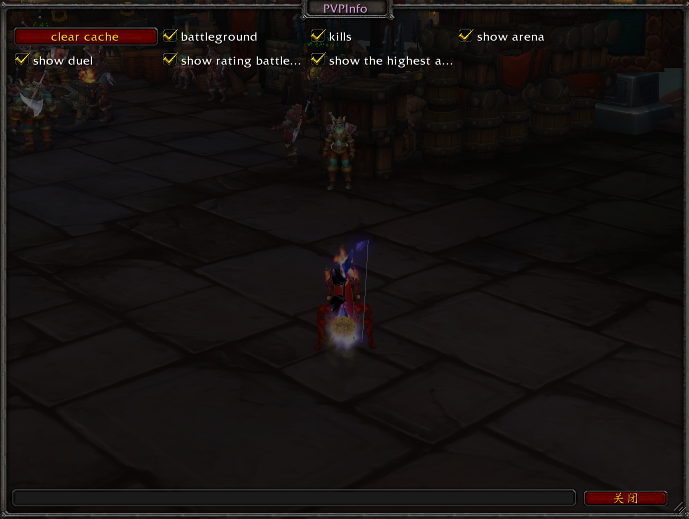 PVPInfo
clear cache battleground kills show arena
show duel show rating battle... show the highest a...
关闭